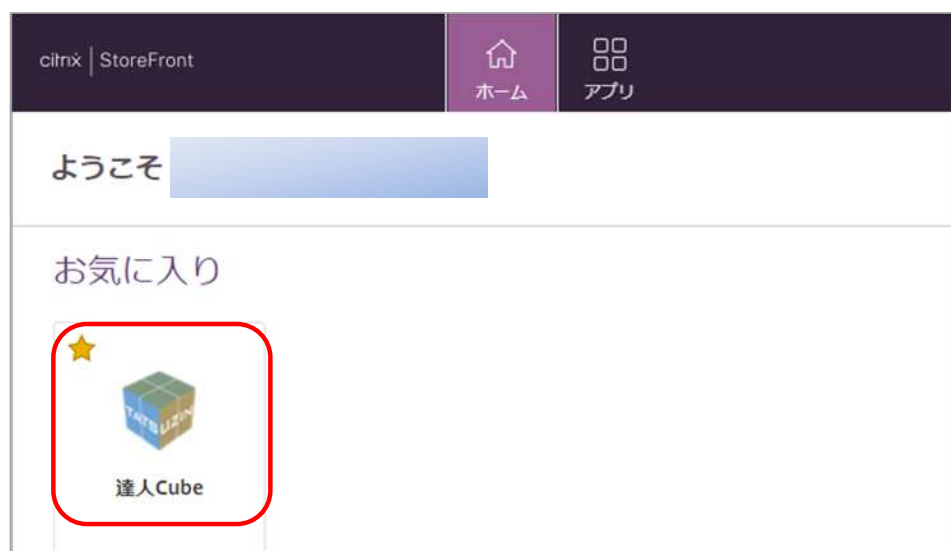 citrix | StoreFront
ホーム
アプリ
ようこそ
お気に入り
TATSUZIN
達人Cube